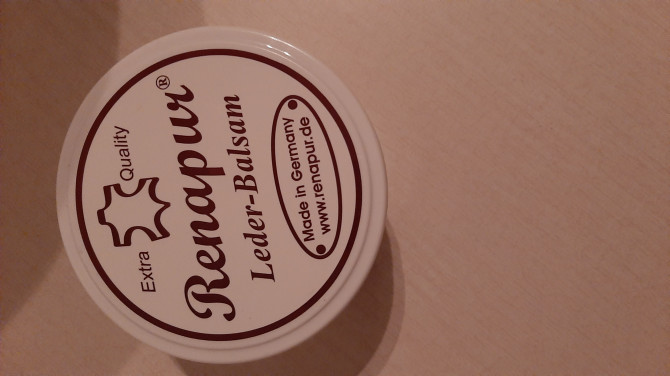 Extra Quality
Renapur®
Leder-Balsam
Made in Germany
www.renapur.de